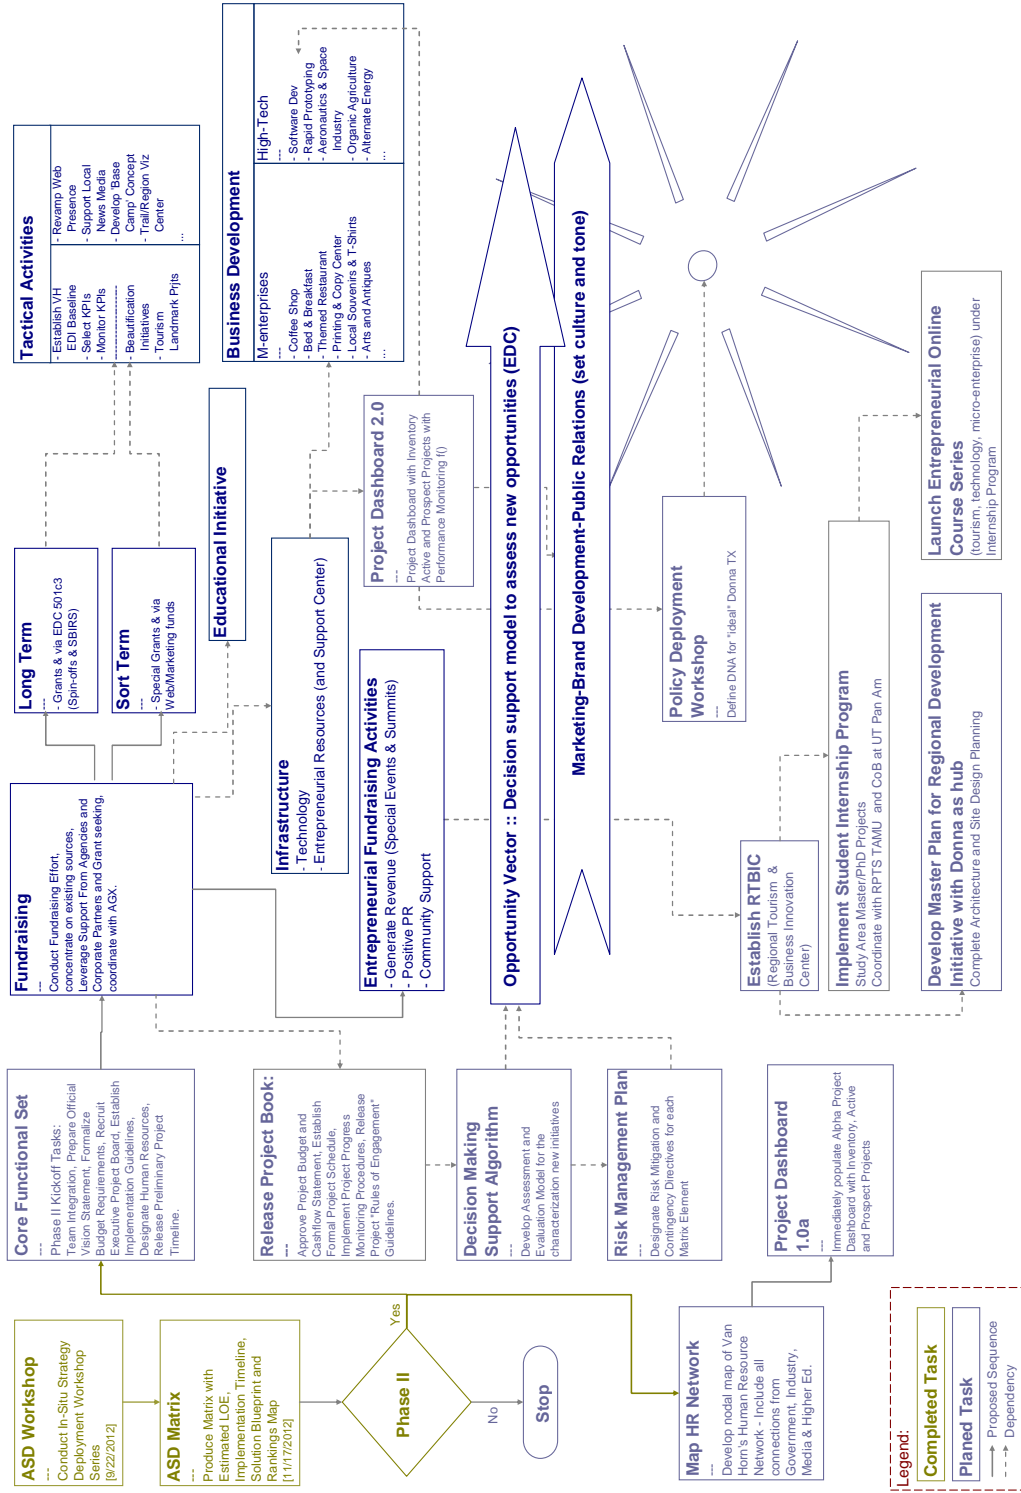 ASD Workshop
---
Conduct In-Situ Strategy
Deployment Workshop
Series
[9/22/2012]
ASD Matrix
---
Produce Matrix with
Estimated LOE,
Implementation Timeline,
Solution Blueprint and
Rankings Map
[11/17/2012]
Phase II
Yes
No
Stop
Map HR Network
---
Develop nodal map of Van
Horn's Human Resource
Network - Include all
connections from
Government, Industry,
Media & Higher Ed.
Legend:
Completed Task
Planed Task
Proposed Sequence
Dependency
Core Functional Set
---
Phase II Kickoff Tasks:
Team Integration, Prepare Official
Vision Statement, Formalize
Budget Requirements, Recruit
Executive Project Board, Establish
Implementation Guidelines,
Designate Human Resources,
Release Preliminary Project
Timeline.
Release Project Book:
---
Approve Project Budget and
Cashflow Statement, Establish
Formal Project Schedule,
Implement Project Progress
Monitoring Procedures, Release
Project "Rules of Engagement"
Guidelines.
Decision Making
Support Algorithm
---
Develop Assessment and
Evaluation Model for the
characterization new initiatives
Risk Management Plan
---
Designate Risk Mitigation and
Contingency Directives for each
Matrix Element
Project Dashboard
1.0a
---
Immediately populate Alpha Project
Dashboard with Inventory, Active
and Prospect Projects
Fundraising
---
Conduct Fundraising Effort,
concentrate on existing sources,
Leverage Support From Agencies and
Corporate Partners and Grant seeking,
coordinate with AGX.
Long Term
---
- Grants & via EDC 501c3
(Spin-offs & SBIRS)
Sort Term
---
- Special Grants & via
Web/Marketing funds
Educational Initiative
Infrastructure
- Technology
- Entrepreneurial Resources (and Support Center)
Entrepreneurial Fundraising Activities
- Generate Revenue (Special Events & Summits)
- Positive PR
- Community Support
Project Dashboard 2.0
---
Project Dashboard with Inventory
Active and Prospect Projects with
Performance Monitoring f()
Opportunity Vector :: Decision support model to assess new opportunities (EDC)
Marketing-Brand Development-Public Relations (set culture and tone)
Tactical Activities
- Establish VH
EDI Baseline
- Select KPIs
- Monitor KPIs
----------------
- Beautification
Initiatives
- Tourism
Landmark Prjts
- Revamp Web
Presence
- Support Local
News Media
- Develop 'Base
Camp' Concept
- Trail/Region Viz
Center
...
Business Development
M-enterprises
---
- Coffee Shop
- Bed & Breakfast
- Themed Restaurant
- Printing & Copy Center
- Local Souvenirs & T-Shirts
- Arts and Antiques
...
High-Tech
---
- Software Dev
- Rapid Prototyping
- Aeronautics & Space
Industry
- Organic Agriculture
- Alternate Energy
...
Policy Deployment
Workshop
---
Define DNA for "ideal" Donna TX
Establish RTBIC
(Regional Tourism &
Business Innovation
Center)
Implement Student Internship Program
Study Area Master/PhD Projects
Coordinate with RPTS TAMU and CoB at UT Pan Am
Develop Master Plan for Regional Development
Initiative with Donna as hub
Complete Architecture and Site Design Planning
Launch Entrepreneurial Online
Course Series
(tourism, technology, micro-enterprise) under
Internship Program